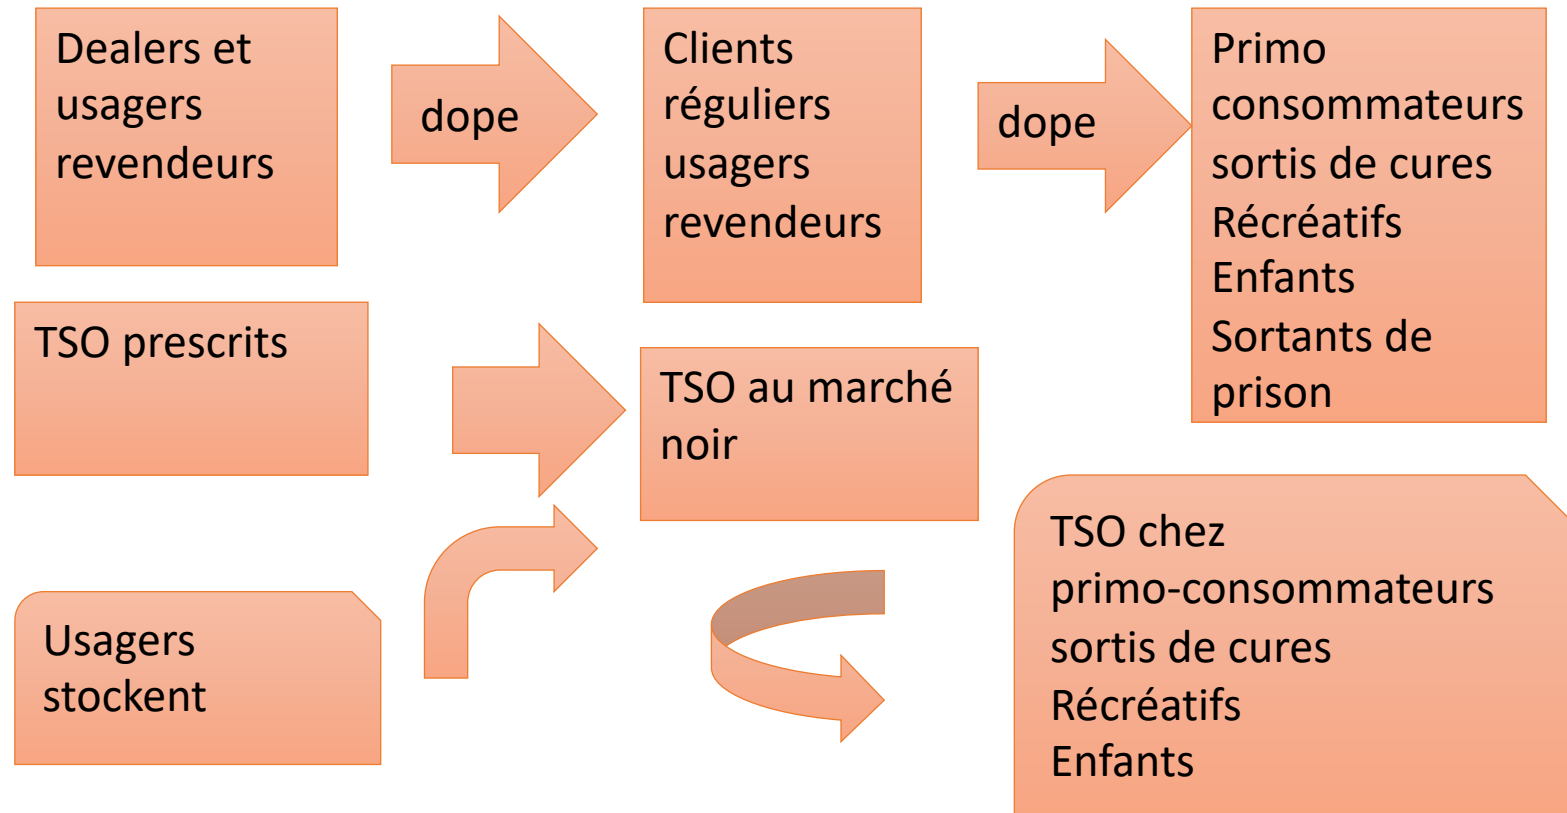 Dealers et
usagers
revendeurs
dope
Clients
réguliers
usagers
revendeurs
dope
Primo
consommateurs
sortis de cures
Récréatifs
Enfants
Sortants de
prison
TSO prescrits
TSO au marché
noir
Usagers
stockent
TSO chez
primo-consommateurs
sortis de cures
Récréatifs
Enfants